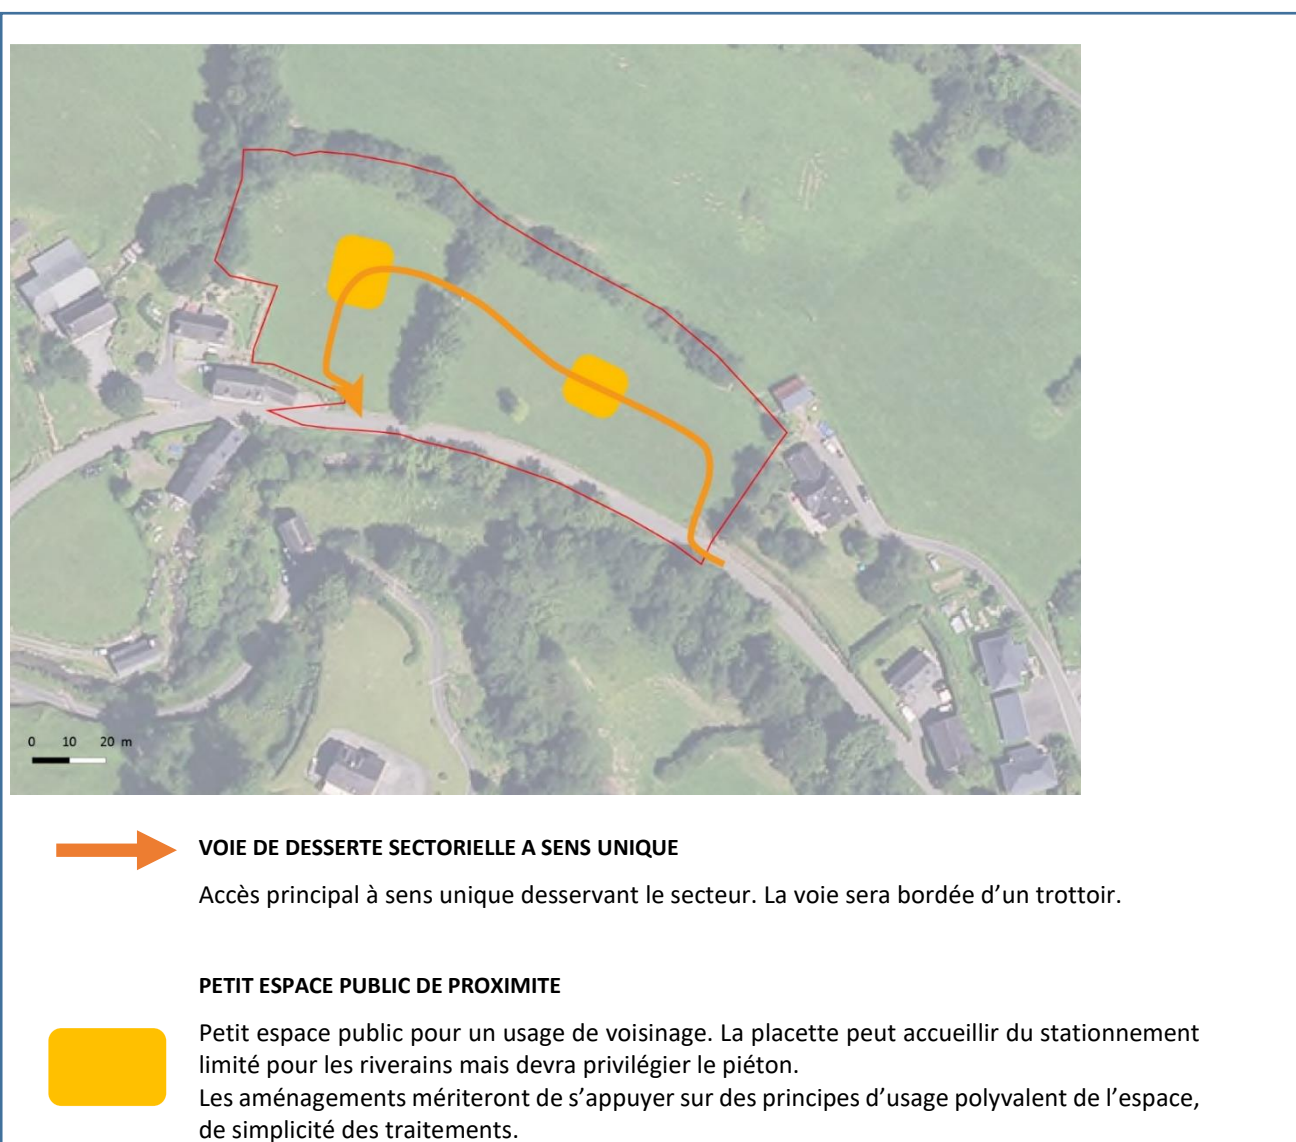 0 10 20 m
VOIE DE DESSERTE SECTORIELLE A SENS UNIQUE
Accès principal à sens unique desservant le secteur. La voie sera bordée d’un trottoir.
PETIT ESPACE PUBLIC DE PROXIMITE
Petit espace public pour un usage de voisinage. La placette peut accueillir du stationnement
limité pour les riverains mais devra privilégier le piéton.
Les aménagements mériteront de s’appuyer sur des principes d’usage polyvalent de l’espace,
de simplicité des traitements.